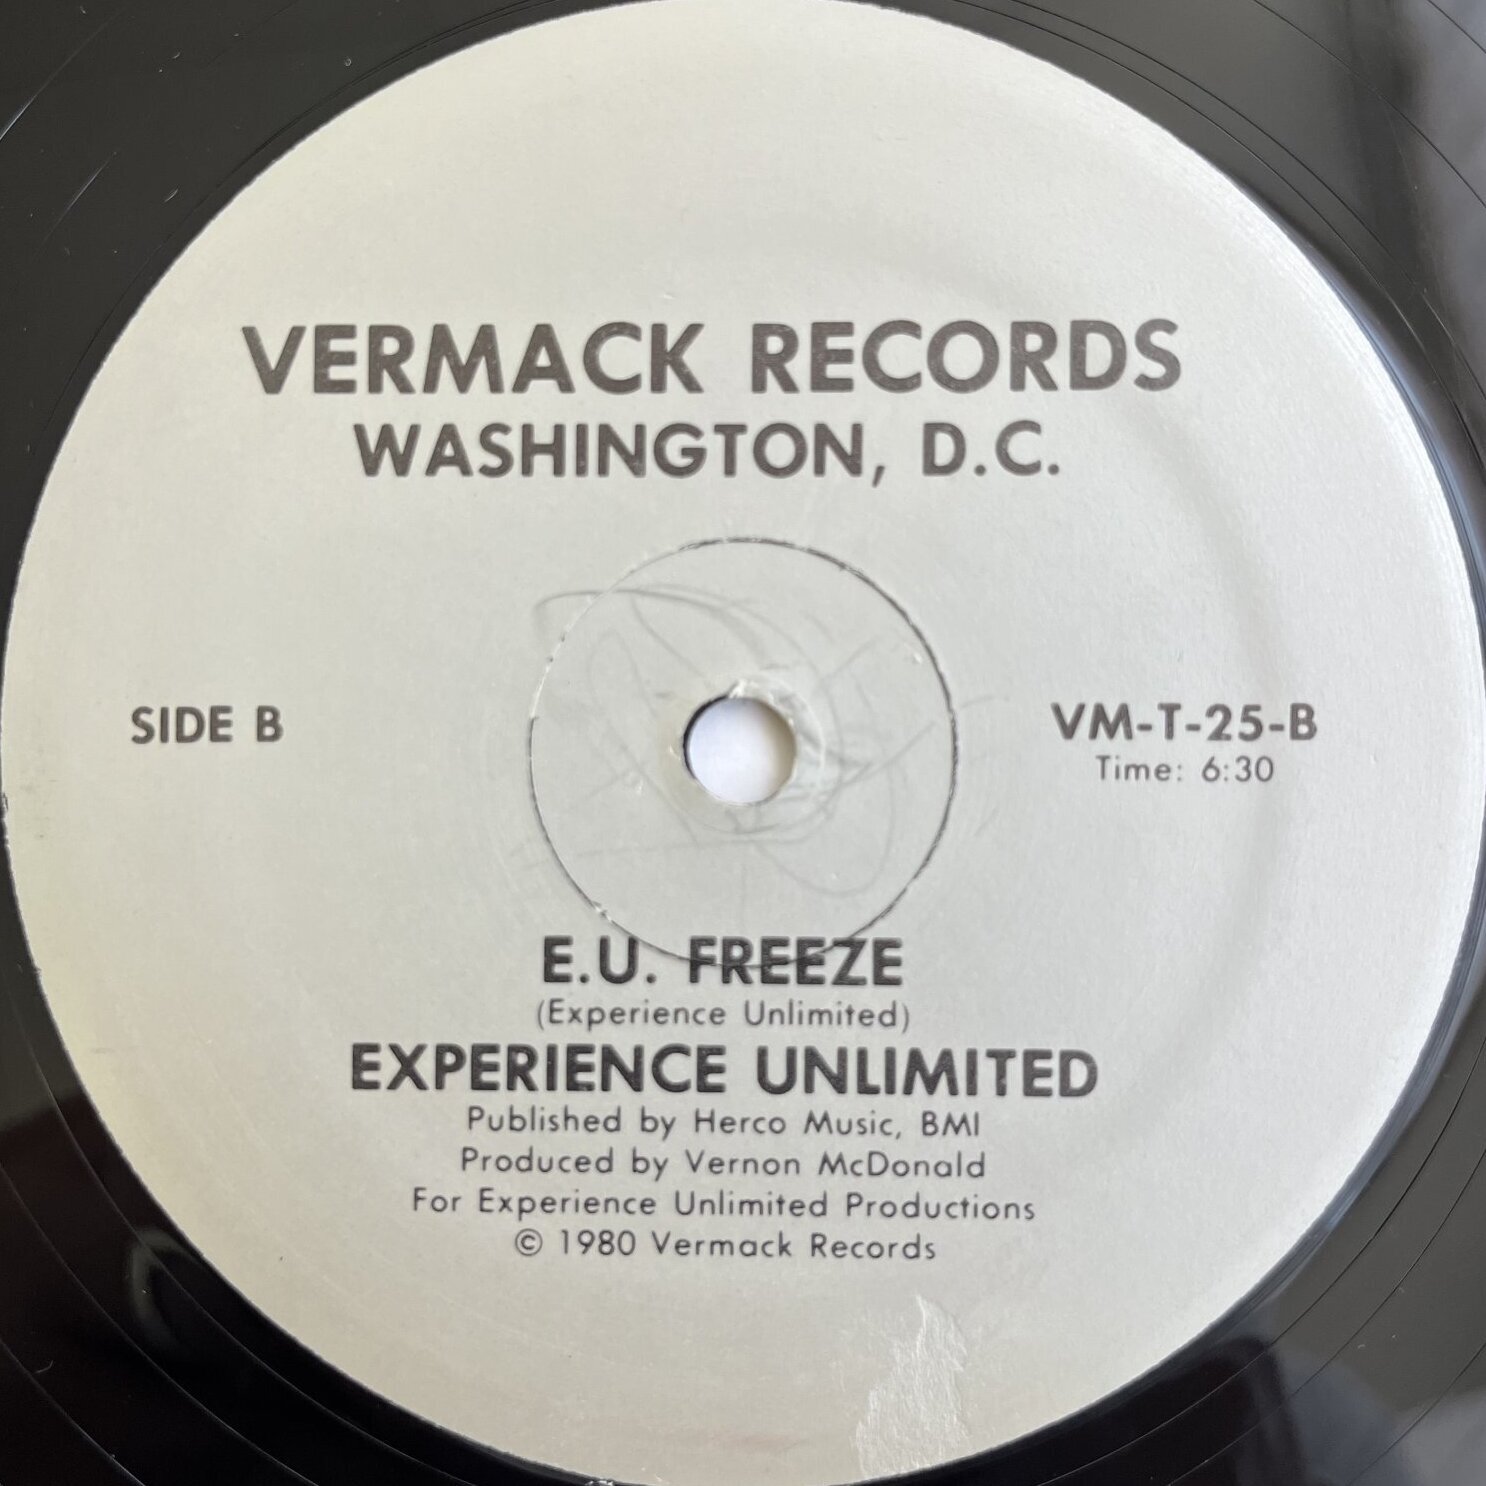 VERMACK RECORDS
WASHINGTON, D.C.
SIDE B
VM-T-25-B
Time: 6:30
E.U. FREEZE
(Experience Unlimited)
EXPERIENCE UNLIMITED
Published by Herco Music, BMI
Produced by Vernon McDonald
For Experience Unlimited Productions
© 1980 Vermack Records